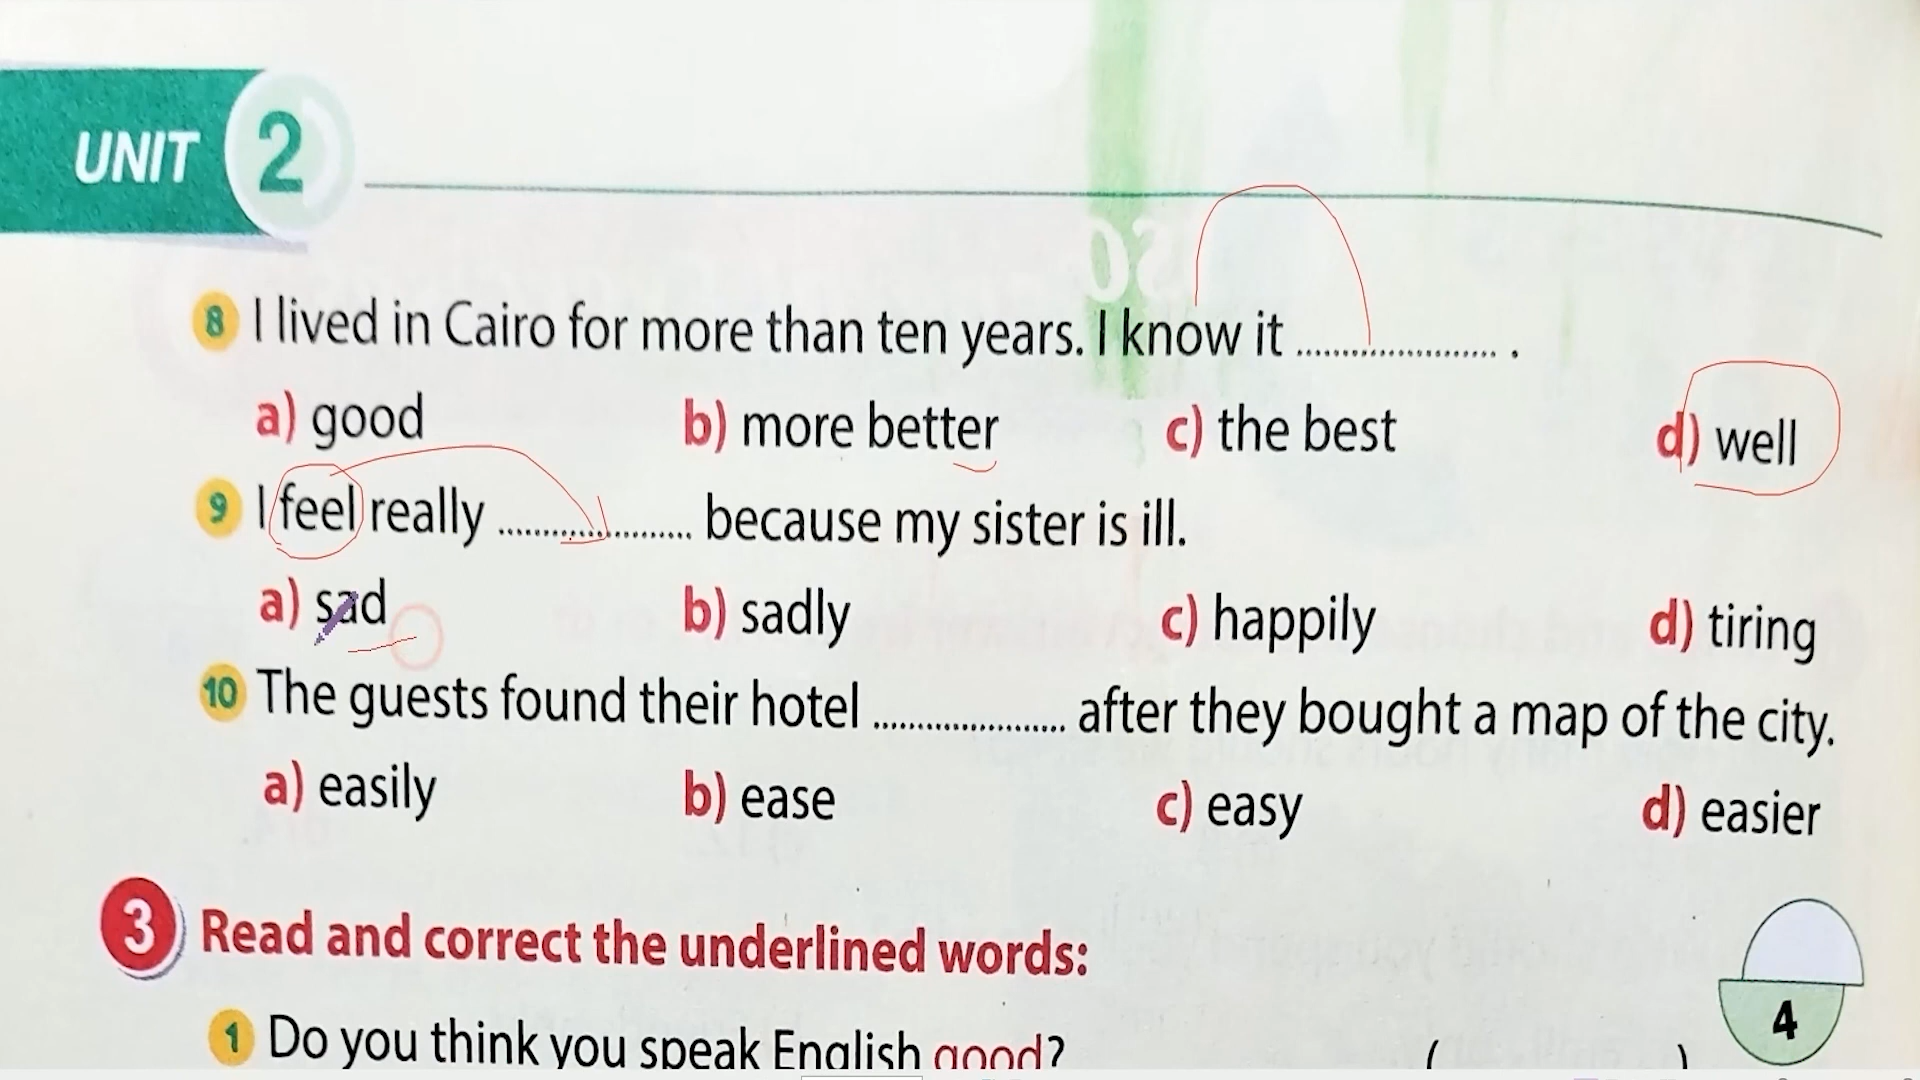 UNIT 2
8 I lived in Cairo for more than ten years. I know it ..................... .
a) good b) more better c) the best d) well
9 I feel really ..................... because my sister is ill.
a) sad b) sadly c) happily d) tiring
10 The guests found their hotel ..................... after they bought a map of the city.
a) easily b) ease c) easy d) easier
3 Read and correct the underlined words:
4
1 Do you think you speak English good? ( )